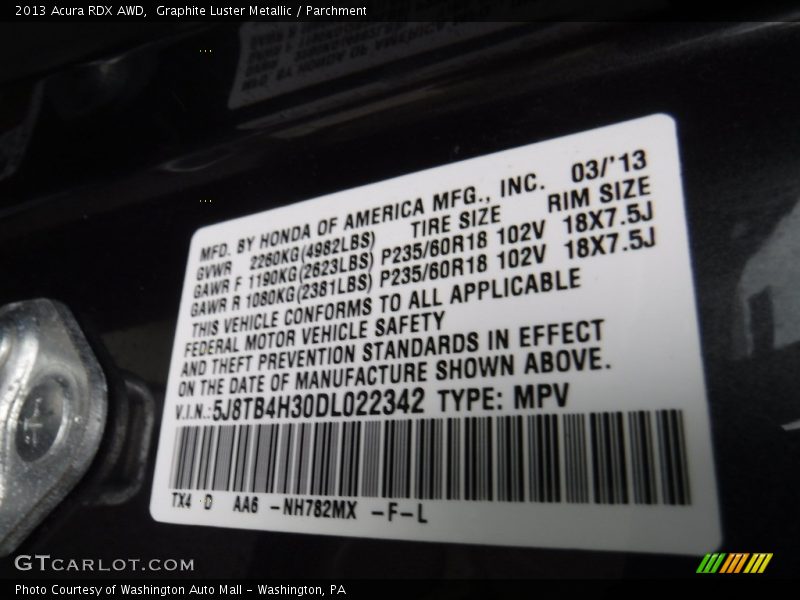 2013 Acura RDX AWD, Graphite Luster Metallic / Parchment
MFD. BY HONDA OF AMERICA MFG., INC. 03/'13
GVWR 2260KG(4982LBS) TIRE SIZE RIM SIZE
GAWR F 1190KG(2623LBS) P235/60R18 102V 18X7.5J
GAWR R 1080KG(2381LBS) P235/60R18 102V 18X7.5J
THIS VEHICLE CONFORMS TO ALL APPLICABLE
FEDERAL MOTOR VEHICLE SAFETY
AND THEFT PREVENTION STANDARDS IN EFFECT
ON THE DATE OF MANUFACTURE SHOWN ABOVE.
V.I.N.:5J8TB4H30DL022342 TYPE: MPV
TX4 D AA6 -NH782MX -F-L
GTCARLOT.COM
Photo Courtesy of Washington Auto Mall - Washington, PA